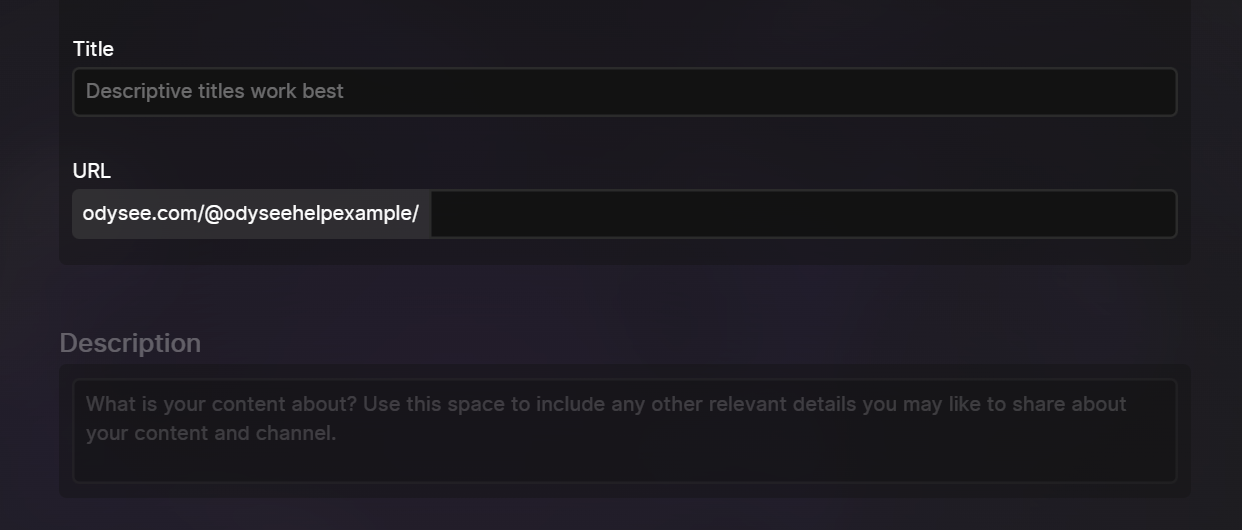 Title
Descriptive titles work best
URL
odysee.com/@odyseehelpexample/
Description
What is your content about? Use this space to include any other relevant details you may like to share about
your content and channel.